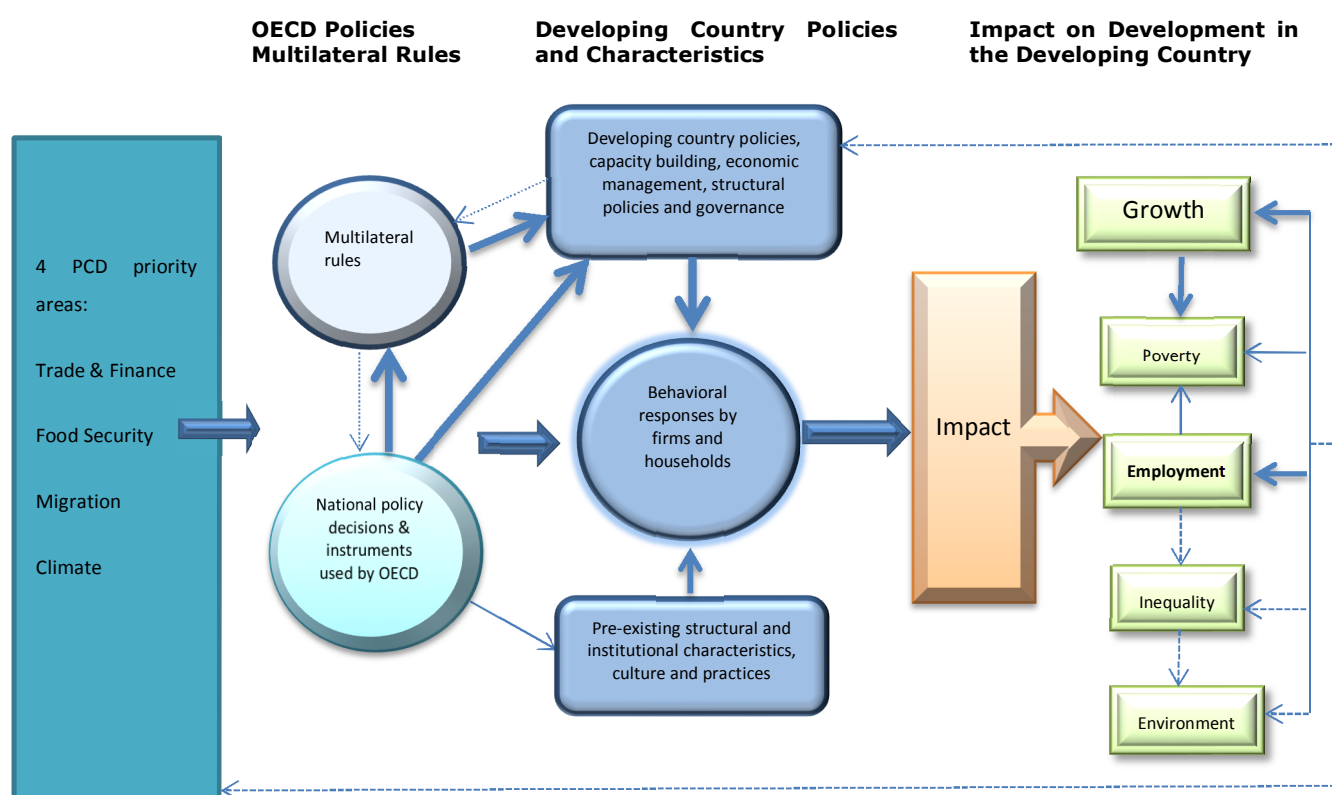 OECD Policies
Multilateral Rules
Developing Country Policies
and Characteristics
Impact on Development in
the Developing Country
4 PCD priority
areas:
Trade & Finance
Food Security
Migration
Climate
Multilateral
rules
National policy
decisions &
instruments
used by OECD
Developing country policies,
capacity building, economic
management, structural
policies and governance
Behavioral
responses by
firms and
households
Pre-existing structural and
institutional characteristics,
culture and practices
Impact
Growth
Poverty
Employment
Inequality
Environment